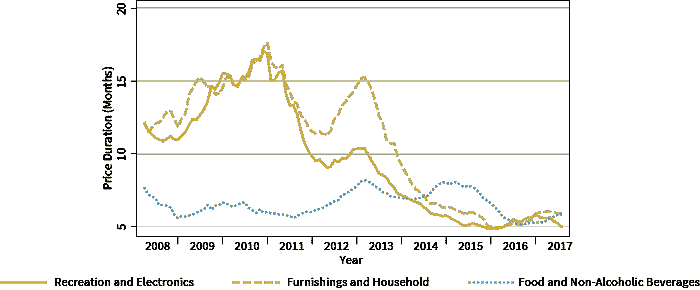 20
15
10
5
Price Duration (Months)
2008 2009 2010 2011 2012 2013 2014 2015 2016 2017
Year
Recreation and Electronics Furnishings and Household Food and Non-Alcoholic Beverages